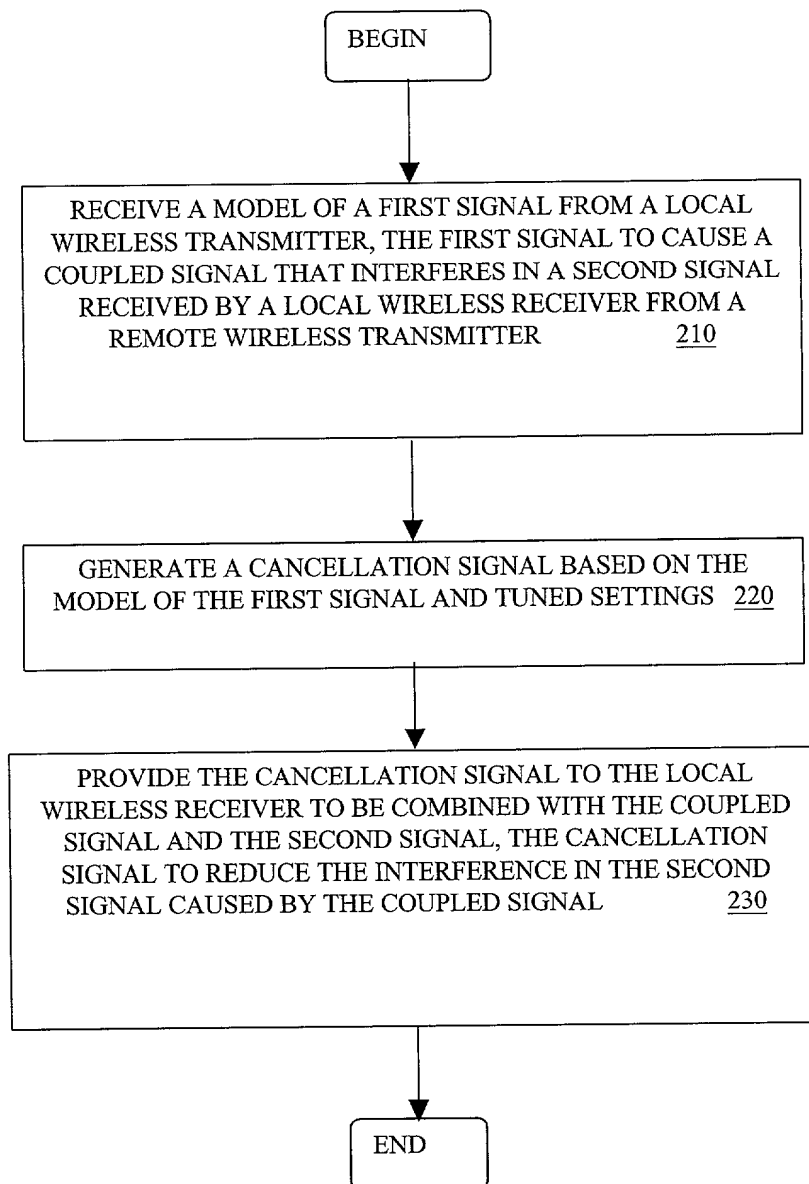 BEGIN
RECEIVE A MODEL OF A FIRST SIGNAL FROM A LOCAL
WIRELESS TRANSMITTER, THE FIRST SIGNAL TO CAUSE A
COUPLED SIGNAL THAT INTERFERES IN A SECOND SIGNAL
RECEIVED BY A LOCAL WIRELESS RECEIVER FROM A
REMOTE WIRELESS TRANSMITTER 210
GENERATE A CANCELLATION SIGNAL BASED ON THE
MODEL OF THE FIRST SIGNAL AND TUNED SETTINGS 220
PROVIDE THE CANCELLATION SIGNAL TO THE LOCAL
WIRELESS RECEIVER TO BE COMBINED WITH THE COUPLED
SIGNAL AND THE SECOND SIGNAL, THE CANCELLATION
SIGNAL TO REDUCE THE INTERFERENCE IN THE SECOND
SIGNAL CAUSED BY THE COUPLED SIGNAL 230
END